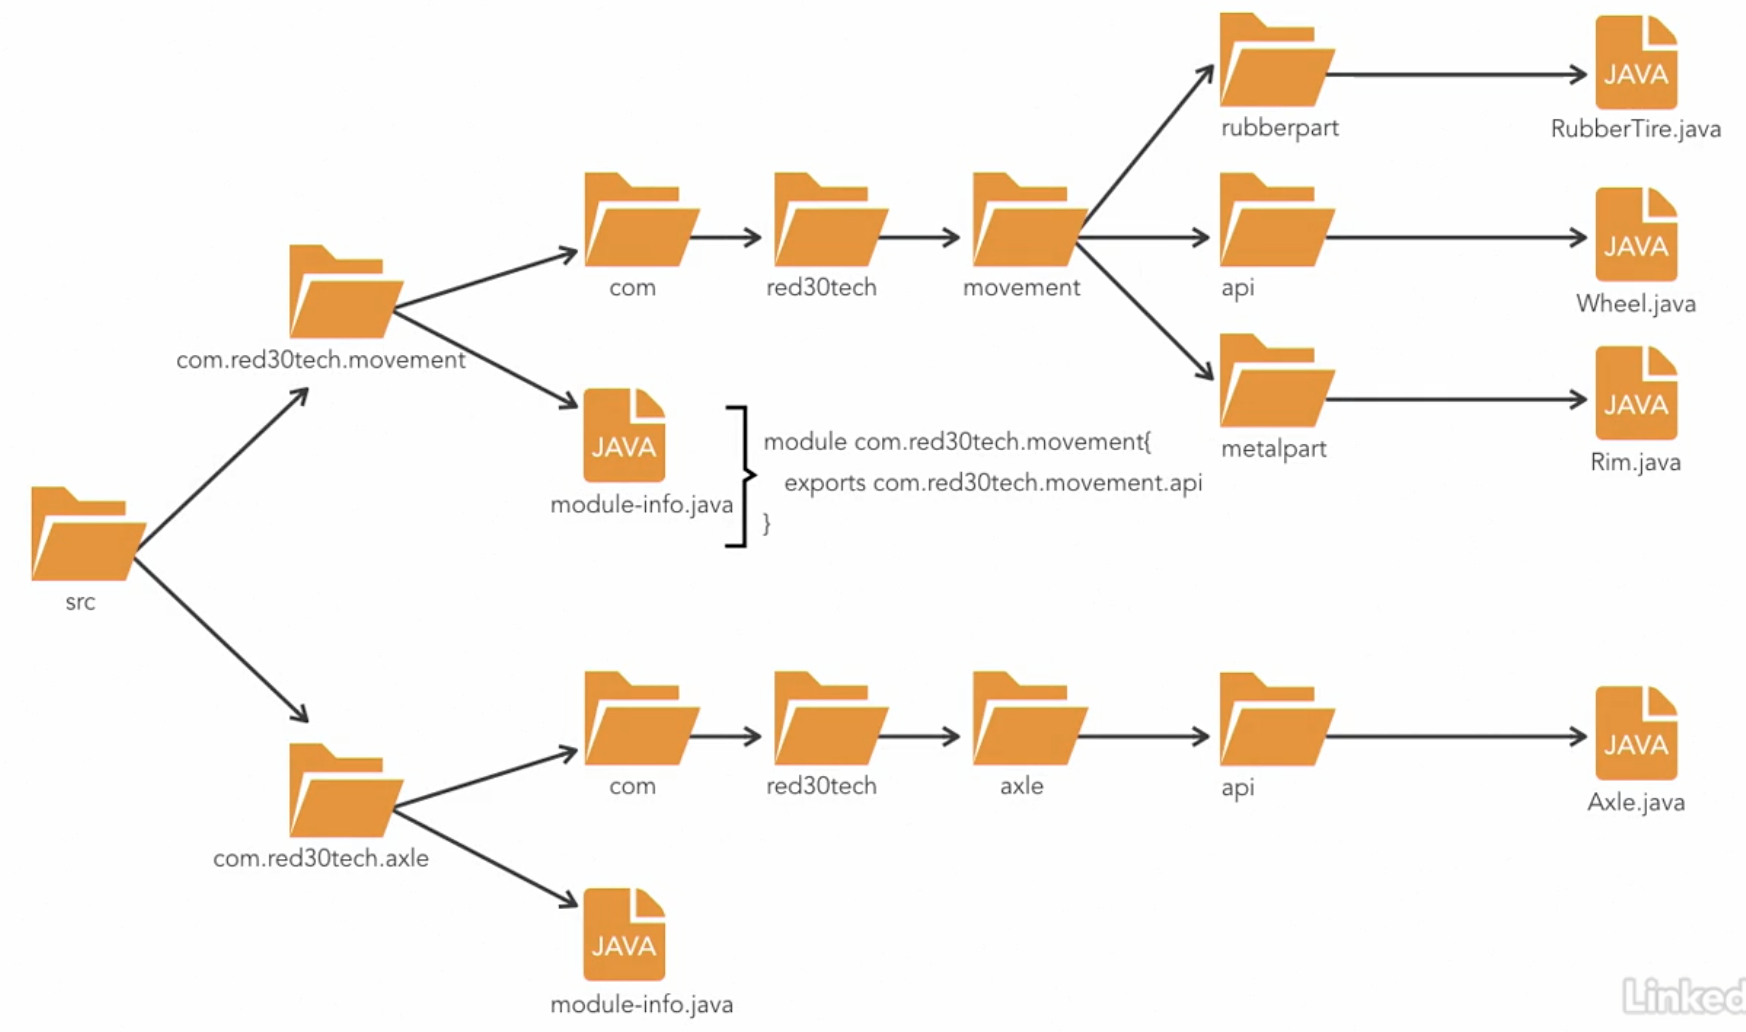 JAVA
rubberpart
RubberTire.java
JAVA
com
red30tech
movement
api
Wheel.java
com.red30tech.movement
JAVA
metalpart
Rim.java
JAVA
module-info.java
module com.red30tech.movement{
exports com.red30tech.movement.api
}
src
JAVA
com
red30tech
axle
api
Axle.java
com.red30tech.axle
JAVA
module-info.java
Linked